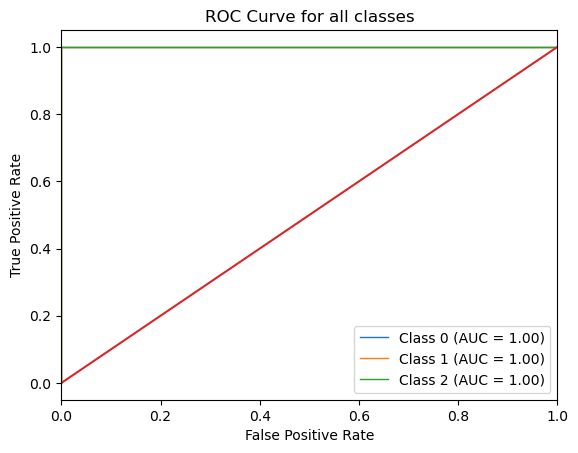 ROC Curve for all classes
True Positive Rate
1.0
0.8
0.6
0.4
0.2
0.0
Class 0 (AUC = 1.00)
Class 1 (AUC = 1.00)
Class 2 (AUC = 1.00)
0.0 0.2 0.4 0.6 0.8 1.0
False Positive Rate